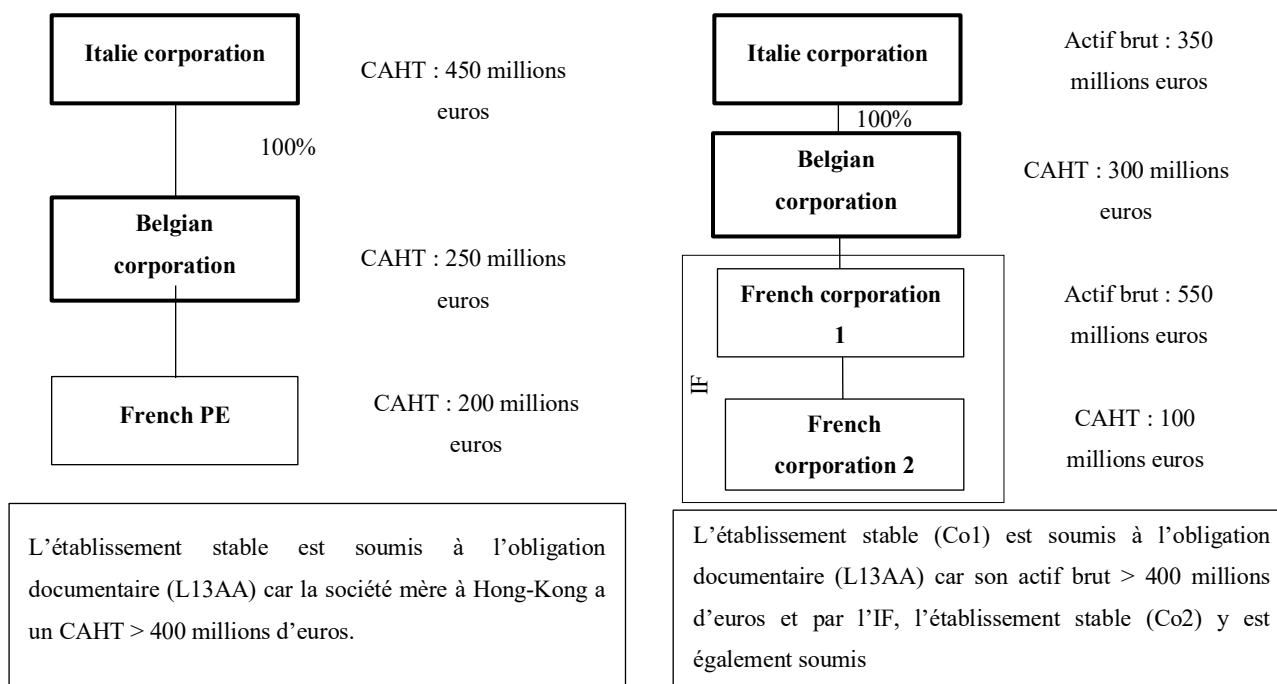 Italie corporation
CAHT : 450 millions
euros
100%
Belgian
corporation
CAHT : 250 millions
euros
French PE
CAHT : 200 millions
euros
L’établissement stable est soumis à l’obligation
documentaire (L13AA) car la société mère à Hong-Kong a
un CAHT > 400 millions d’euros.
Italie corporation
Actif brut : 350
millions euros
100%
Belgian
corporation
CAHT : 300 millions
euros
IF
French corporation
1
Actif brut : 550
millions euros
French
corporation 2
CAHT : 100
millions euros
L’établissement stable (Co1) est soumis à l’obligation
documentaire (L13AA) car son actif brut > 400 millions
d’euros et par l’IF, l’établissement stable (Co2) y est
également soumis